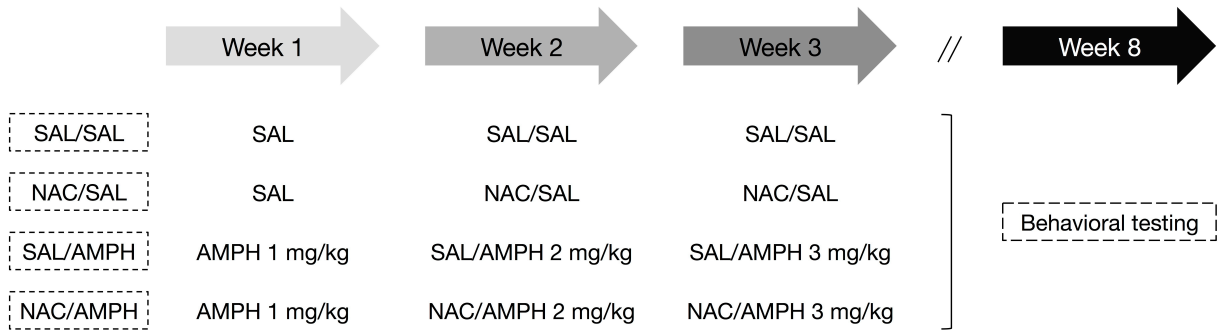 Week 1 Week 2 Week 3 // Week 8
SAL/SAL SAL SAL/SAL SAL/SAL
NAC/SAL SAL NAC/SAL NAC/SAL
Behavioral testing
SAL/AMPH AMPH 1 mg/kg SAL/AMPH 2 mg/kg SAL/AMPH 3 mg/kg
NAC/AMPH AMPH 1 mg/kg NAC/AMPH 2 mg/kg NAC/AMPH 3 mg/kg